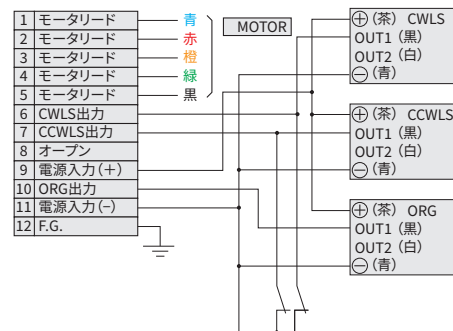 1 モータリード 青
2 モータリード 赤
3 モータリード 橙
4 モータリード 緑
5 モータリード 黒
6 CWLS出力
7 CCWLS出力
8 オープン
9 電源入力(+)
10 ORG出力
11 電源入力(−)
12 F.G.
MOTOR
⊕(茶) CWLS
OUT1 (黒)
OUT2 (白)
⊖(青)
⊕(茶) CCWLS
OUT1 (黒)
OUT2 (白)
⊖(青)
⊕(茶) ORG
OUT1 (黒)
OUT2 (白)
⊖(青)